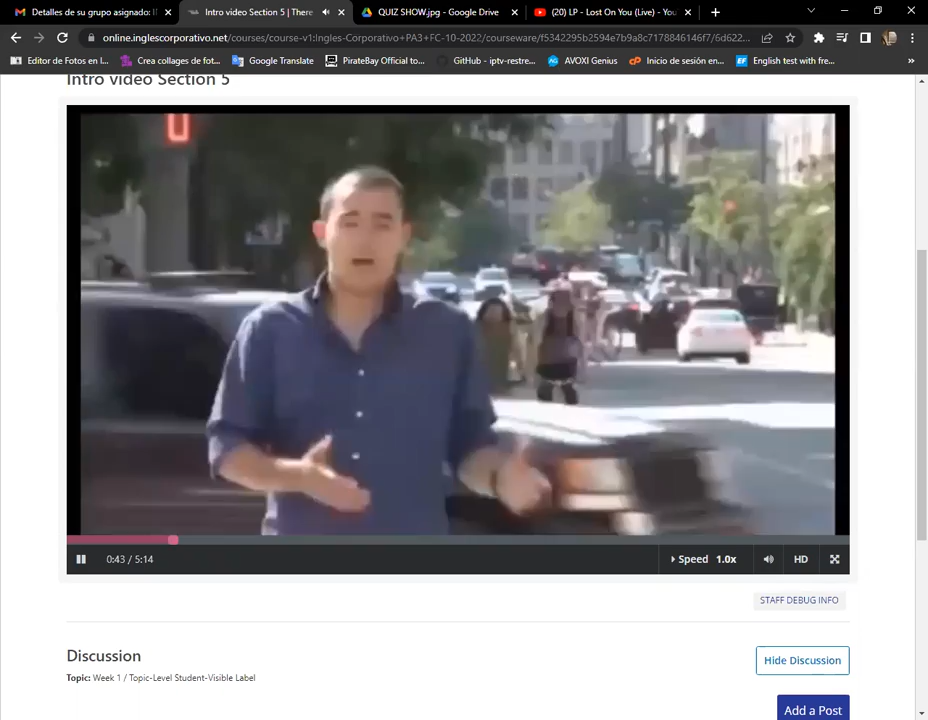 Detalles de su grupo asignado: II
Intro video Section 5 | There
QUIZ SHOW.jpg - Google Drive
(20) LP - Lost On You (Live) - You
online.inglescorporativo.net/courses/course-v1:Ingles-Corporativo+PA3+FC-10-2022/courseware/f5342295b2594e7b9a8c7178846146f7/6d622...
Editor de Fotos en l...
Crea collages de fot...
Google Translate
PirateBay Official to...
GitHub - iptv-restre...
AVOXI Genius
Inicio de sesión en...
English test with fre...
Intro video Section 5
0:43 / 5:14
Speed 1.0x
HD
STAFF DEBUG INFO
Discussion
Hide Discussion
Topic: Week 1 / Topic-Level Student-Visible Label
Add a Post